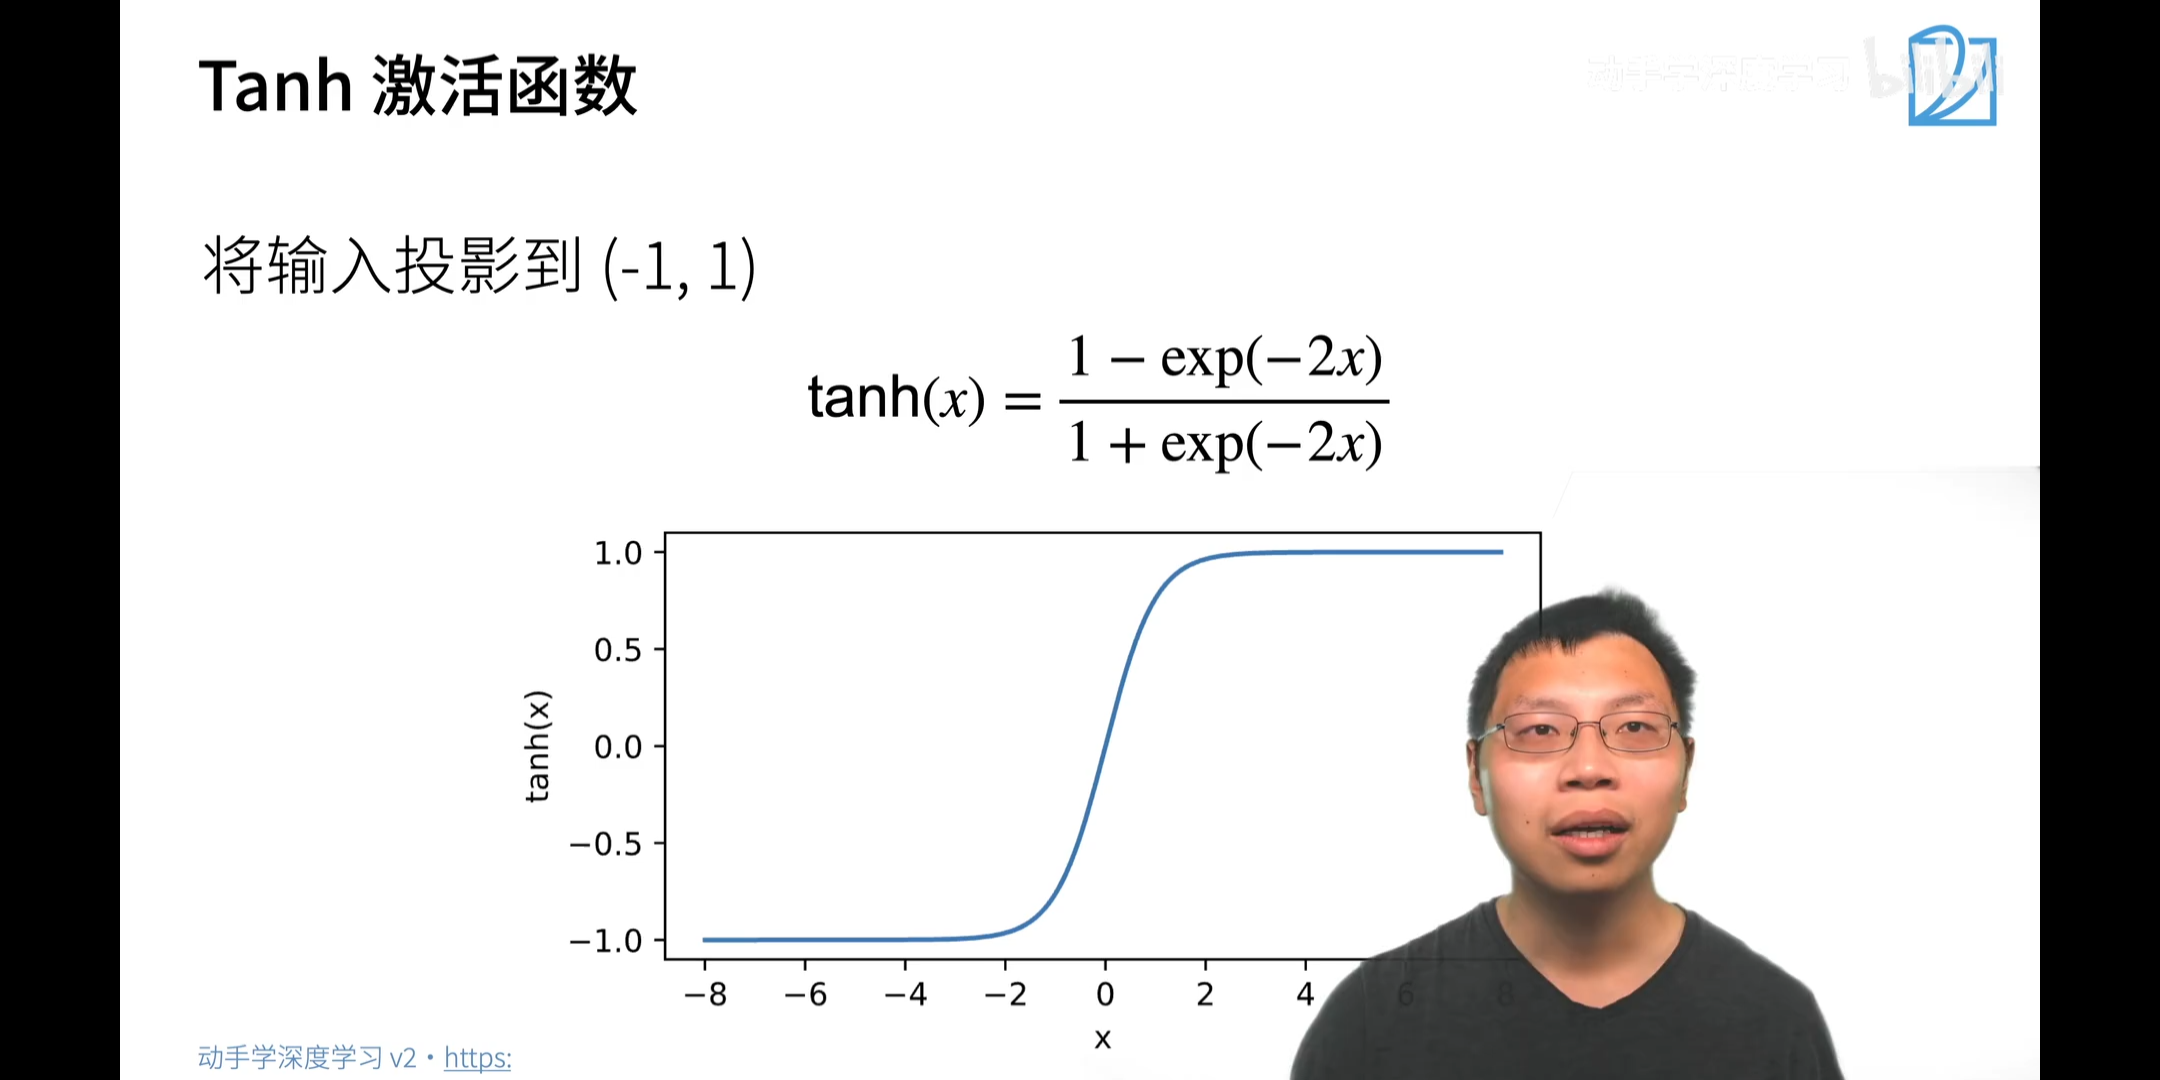 Tanh 激活函数
动手学深度学习 bilibili
将输入投影到 (-1, 1)
tanh(x) = 1 − exp(−2x) / 1 + exp(−2x)
1.0
0.5
0.0
−0.5
−1.0
tanh(x)
−8 −6 −4 −2 0 2 4 6 8
x
动手学深度学习 v2 · https: